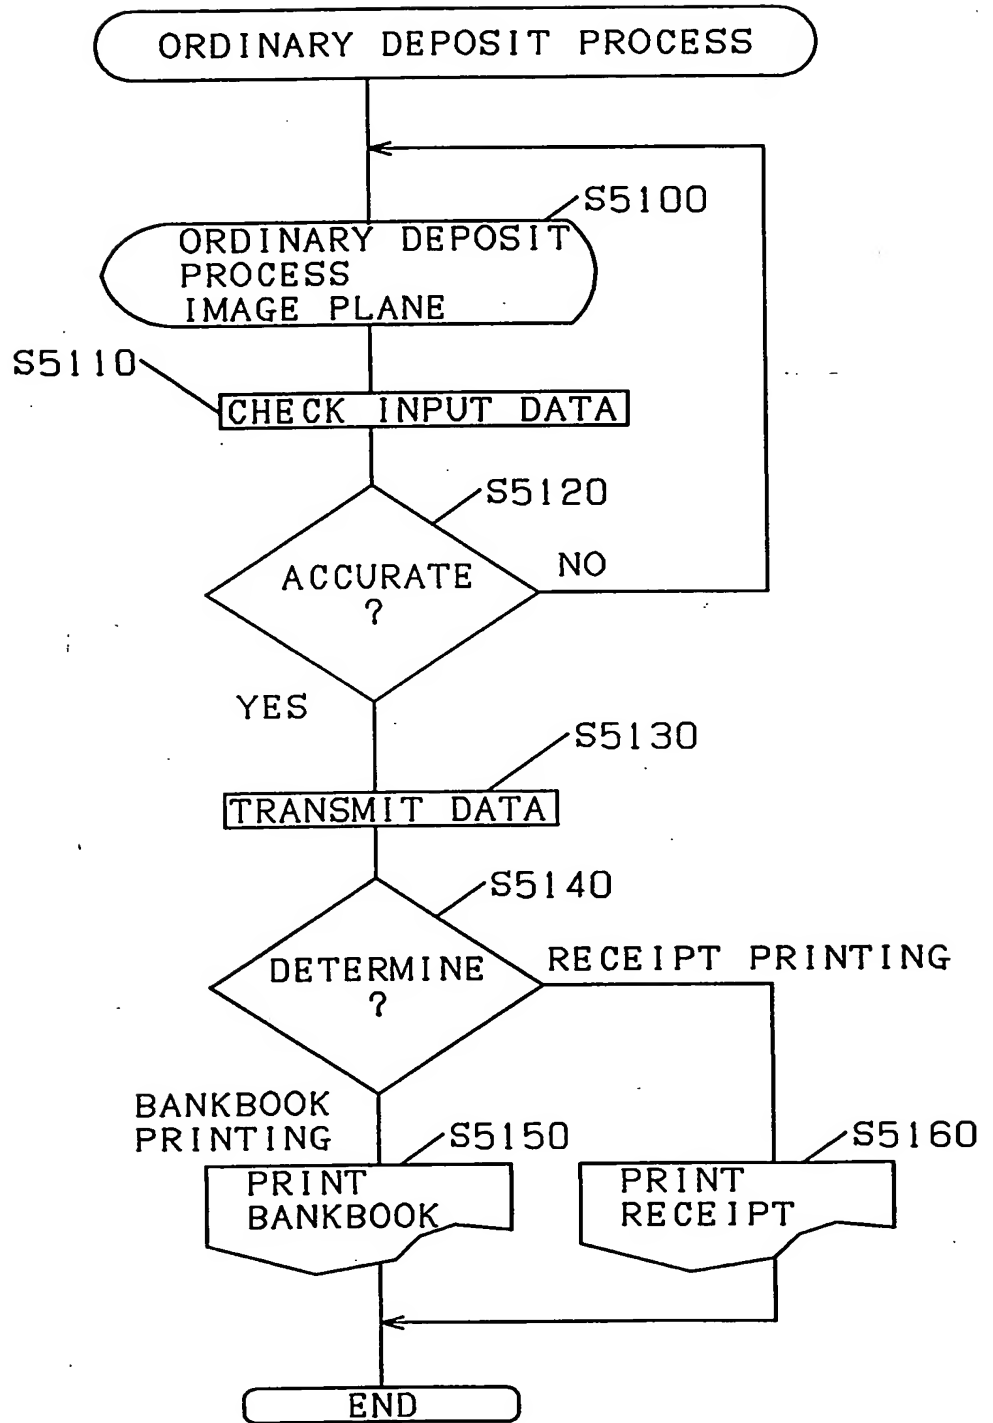 ORDINARY DEPOSIT PROCESS
S5100
ORDINARY DEPOSIT
PROCESS
IMAGE PLANE
S5110
CHECK INPUT DATA
S5120
ACCURATE
?
NO
YES
S5130
TRANSMIT DATA
S5140
DETERMINE
?
RECEIPT PRINTING
BANKBOOK
PRINTING
S5150
PRINT
BANKBOOK
S5160
PRINT
RECEIPT
END